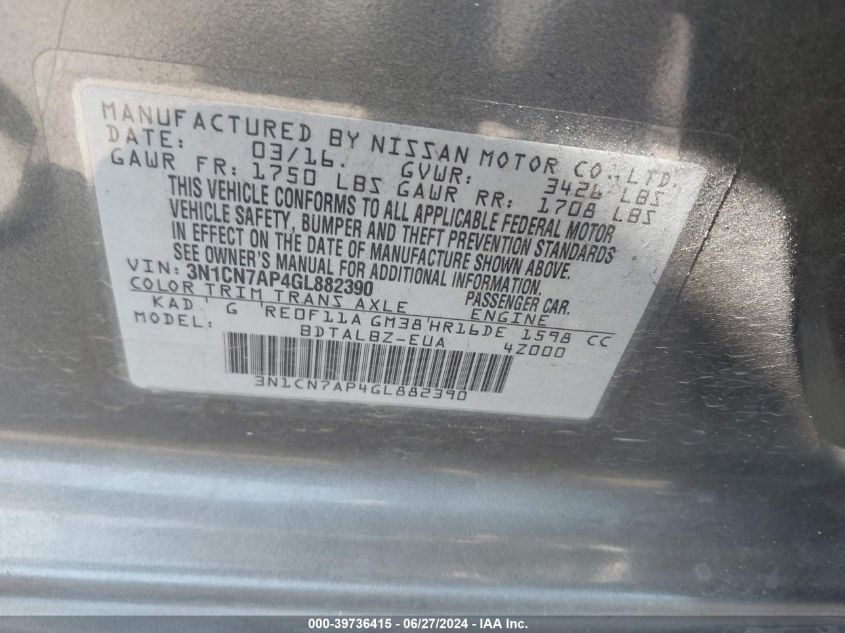 MANUFACTURED BY NISSAN MOTOR CO.,LTD.
DATE: 03/16. GVWR: 3426 LBS
GAWR FR: 1750 LBS GAWR RR: 1708 LBS
THIS VEHICLE CONFORMS TO ALL APPLICABLE FEDERAL MOTOR
VEHICLE SAFETY, BUMPER AND THEFT PREVENTION STANDARDS
IN EFFECT ON THE DATE OF MANUFACTURE SHOWN ABOVE.
SEE OWNER'S MANUAL FOR ADDITIONAL INFORMATION.
VIN: 3N1CN7AP4GL882390 PASSENGER CAR.
COLOR TRIM TRANS AXLE ENGINE
KAD ' G 'RE0F11A GM38'HR16DE 1598 CC
MODEL: BDTALBZ-EUA 4Z000
3N1CN7AP4GL882390
000-39736415 / 06/27/2024 - IAA Inc.